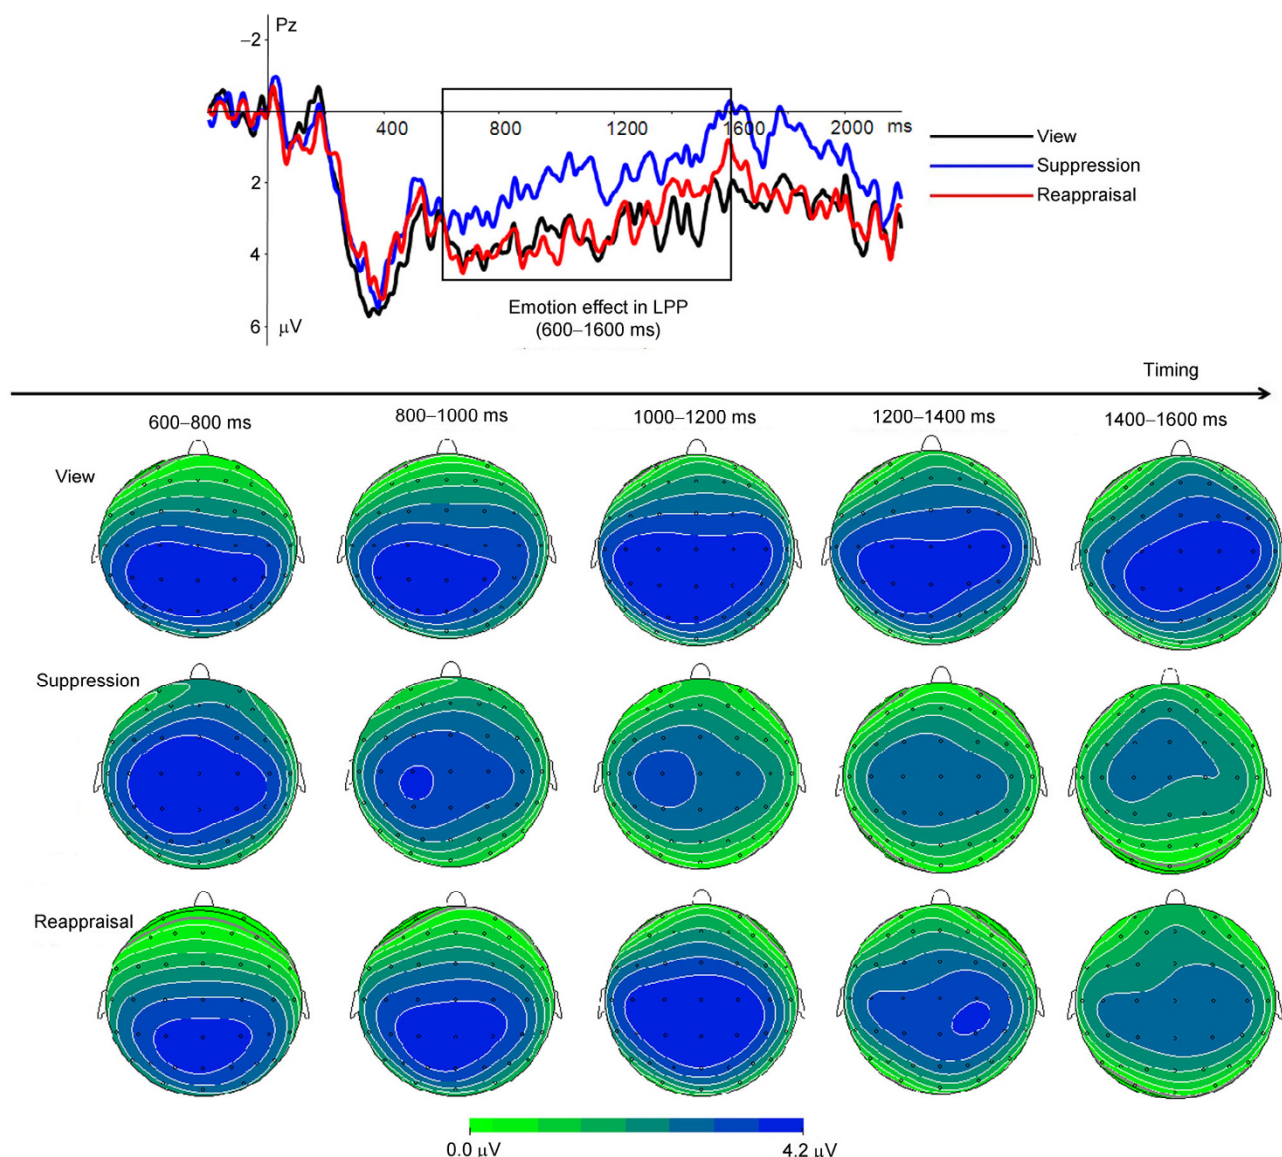 Pz
−2
400
800
1200
1600
2000
ms
2
4
6
μV
View
Suppression
Reappraisal
Emotion effect in LPP
(600−1600 ms)
Timing
600−800 ms
800−1000 ms
1000−1200 ms
1200−1400 ms
1400−1600 ms
View
Suppression
Reappraisal
0.0 μV
4.2 μV